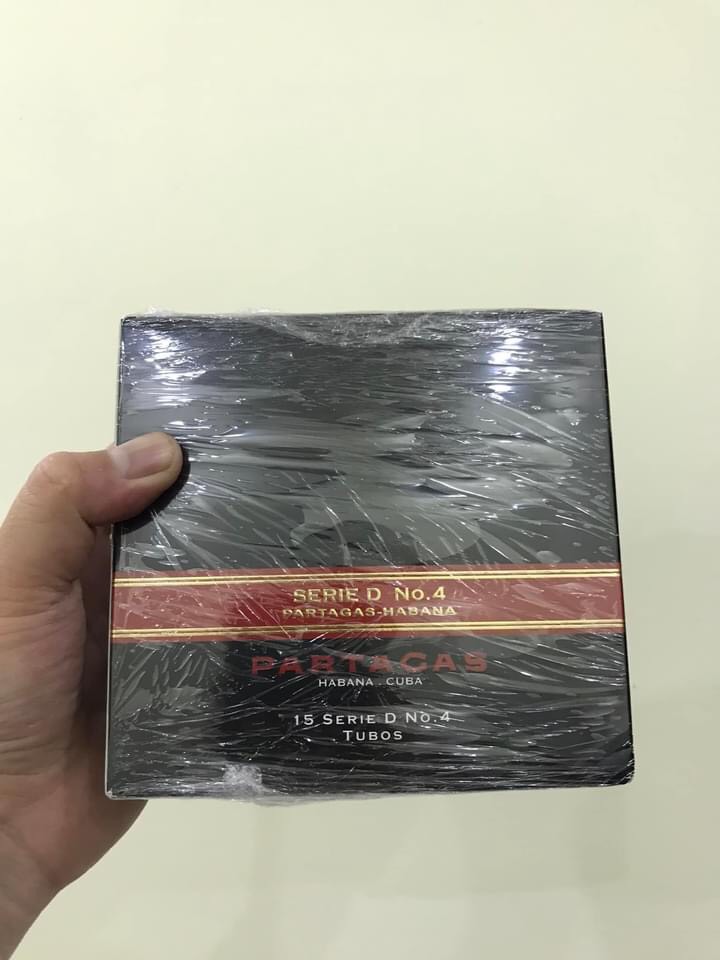 SERIE D No.4
PARTAGAS-HABANA
PARTAGAS
HABANA . CUBA
15 SERIE D NO.4
TUBOS